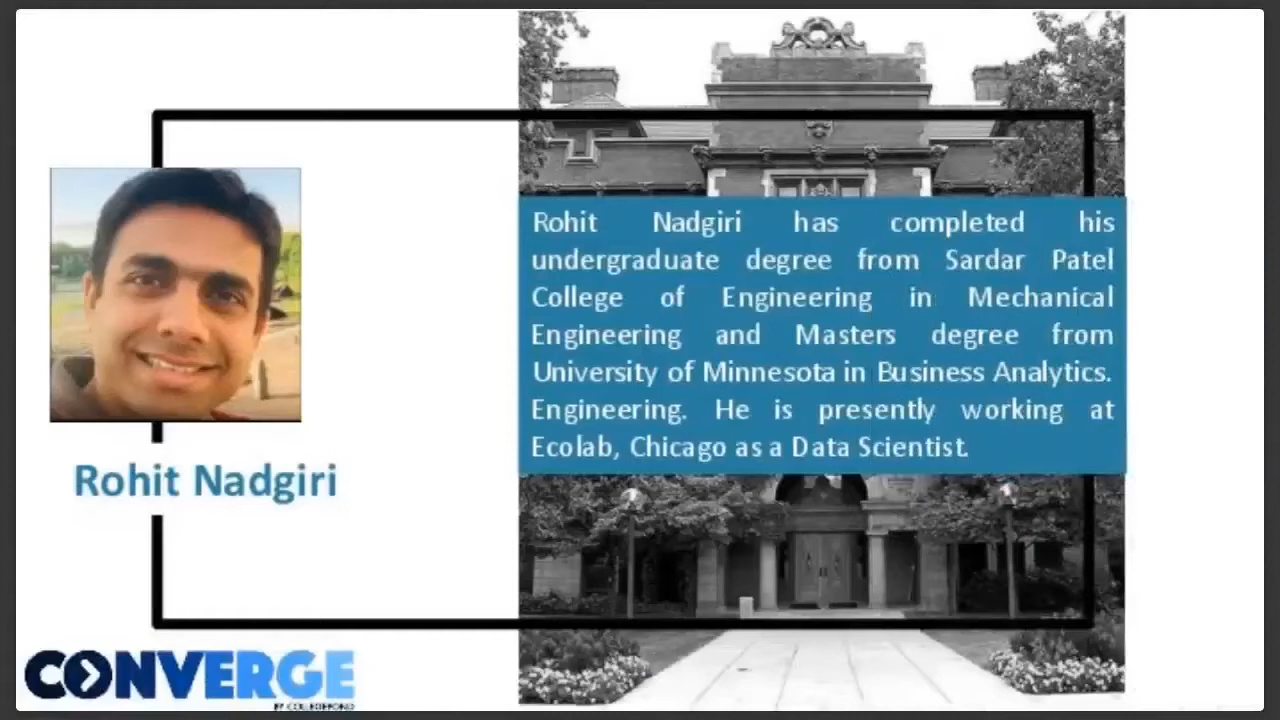 Rohit Nadgiri has completed his
undergraduate degree from Sardar Patel
College of Engineering in Mechanical
Engineering and Masters degree from
University of Minnesota in Business Analytics.
Engineering. He is presently working at
Ecolab, Chicago as a Data Scientist.
Rohit Nadgiri
CONVERGE
BY COLLEGEPOND